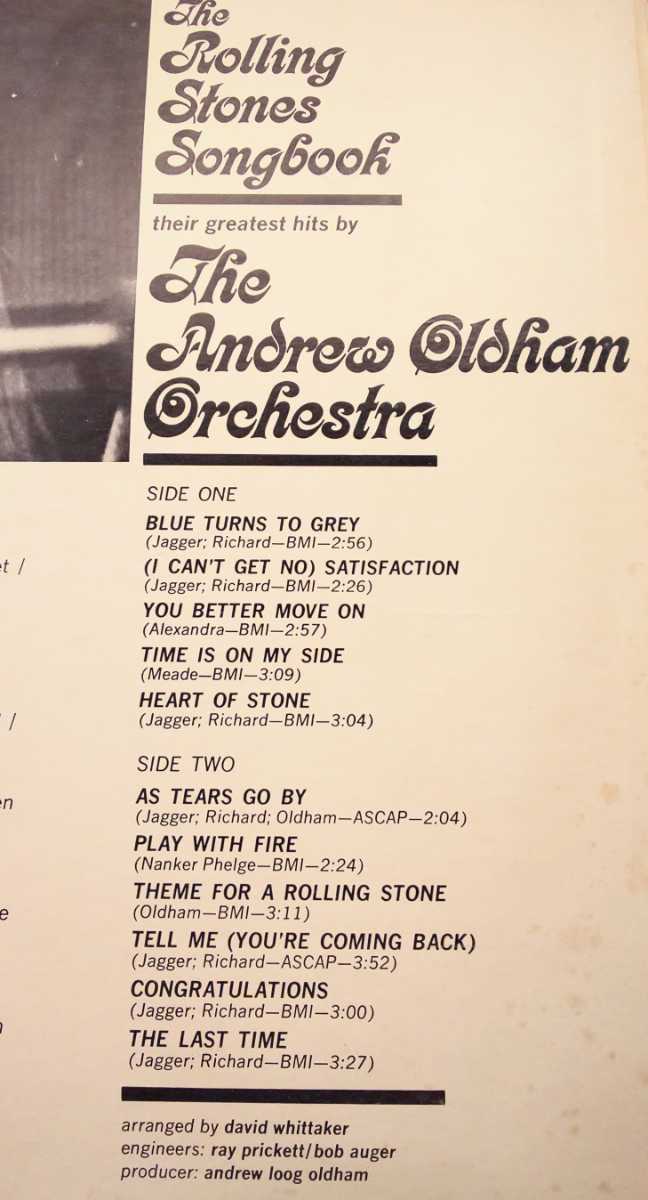 The
Rolling
Stones
Songbook
their greatest hits by
The
Andrew Oldham
Orchestra
SIDE ONE
BLUE TURNS TO GREY
(Jagger; Richard—BMI—2:56)
(I CAN'T GET NO) SATISFACTION
(Jagger; Richard—BMI—2:26)
YOU BETTER MOVE ON
(Alexandra—BMI—2:57)
TIME IS ON MY SIDE
(Meade—BMI—3:09)
HEART OF STONE
(Jagger; Richard—BMI—3:04)
SIDE TWO
AS TEARS GO BY
(Jagger; Richard; Oldham—ASCAP—2:04)
PLAY WITH FIRE
(Nanker Phelge—BMI—2:24)
THEME FOR A ROLLING STONE
(Oldham—BMI—3:11)
TELL ME (YOU'RE COMING BACK)
(Jagger; Richard—ASCAP—3:52)
CONGRATULATIONS
(Jagger; Richard—BMI—3:00)
THE LAST TIME
(Jagger; Richard—BMI—3:27)
arranged by david whittaker
engineers: ray prickett/bob auger
producer: andrew loog oldham